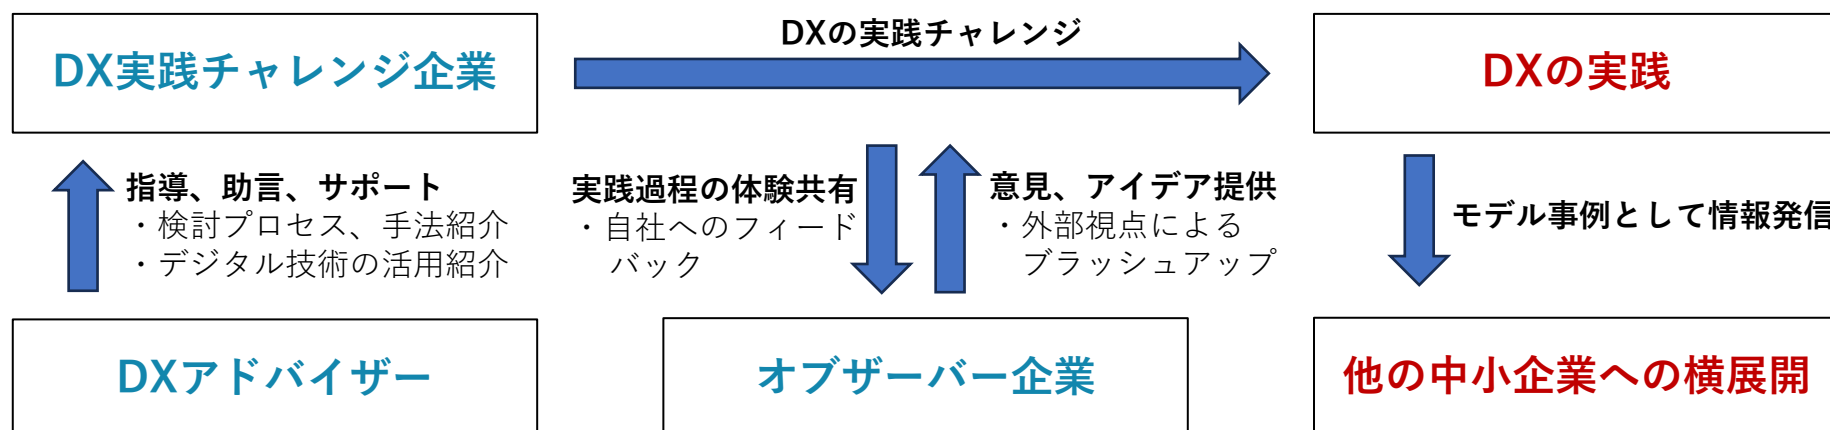 DXの実践チャレンジ
DX実践チャレンジ企業
DXの実践
指導、助言、サポート
・検討プロセス、手法紹介
・デジタル技術の活用紹介
実践過程の体験共有
・自社へのフィード
バック
意見、アイデア提供
・外部視点による
ブラッシュアップ
モデル事例として情報発信
DXアドバイザー
オブザーバー企業
他の中小企業への横展開